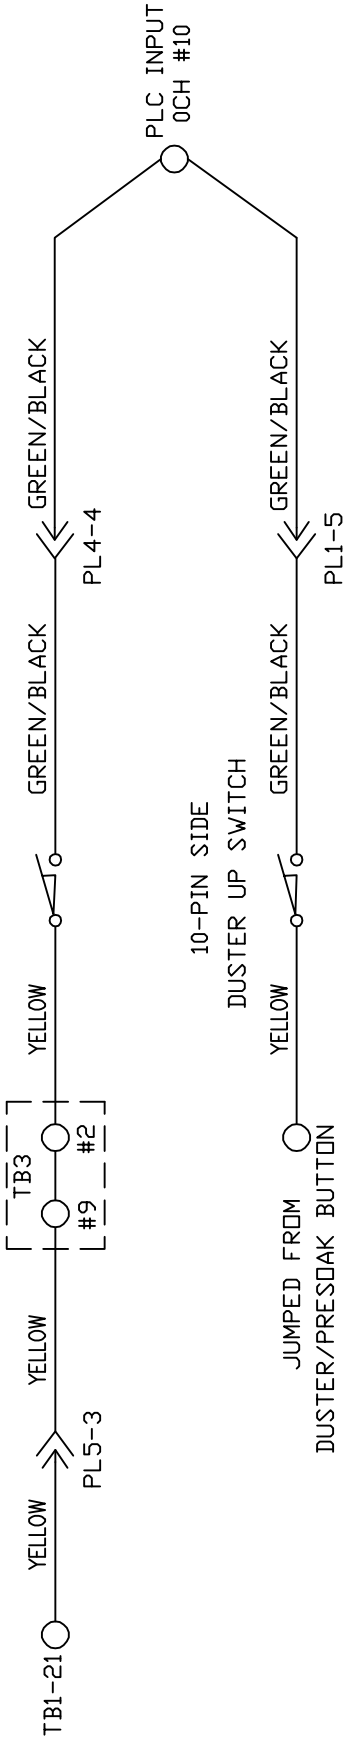 TB1-21
YELLOW
PL5-3
YELLOW
TB3
#9
#2
YELLOW
GREEN/BLACK
PL4-4
GREEN/BLACK
PLC INPUT
0CH #10
10-PIN SIDE
DUSTER UP SWITCH
JUMPED FROM
DUSTER/PRESOAK BUTTON
YELLOW
GREEN/BLACK
PL1-5
GREEN/BLACK